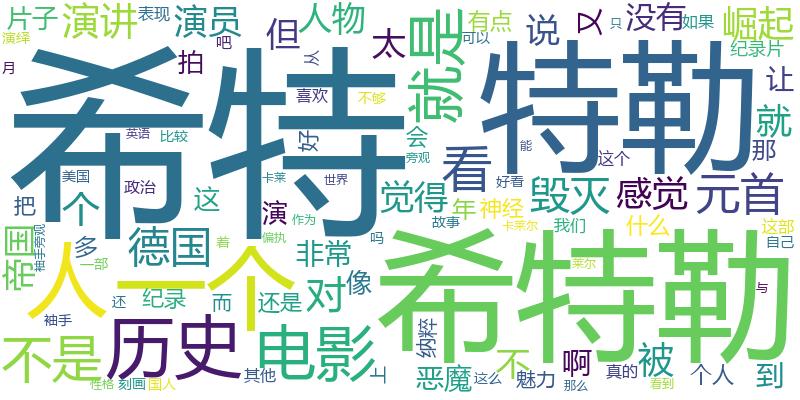 片子
演讲
表现
演员
但
人物
太
就是
有点
说
又
没有
如果
崛起
演绎
吧
从
可以
只
纪录片
月
拍
希特
特勒
让
喜欢
不够
就
英语
比较
好
会
旁观
看
能
这个
那
美国
政治
卡莱
世界
觉得
好看
毁灭
感觉
元首
把
个
这
演
作为
故事
年
神经
卡莱尔
我们
什么
这部
自己
帝国
袖手旁观
多
德国
着
偏执
吗
非常
像
人
一个
一部
希特勒
莱尔
还
纪录
而
还是
对
与
袖手
不是
历史
电影
上
纳粹
恶魔
不
这么
魅力
啊
那么
真的
被
看到
个人
到
性格
刻画
国人
其他